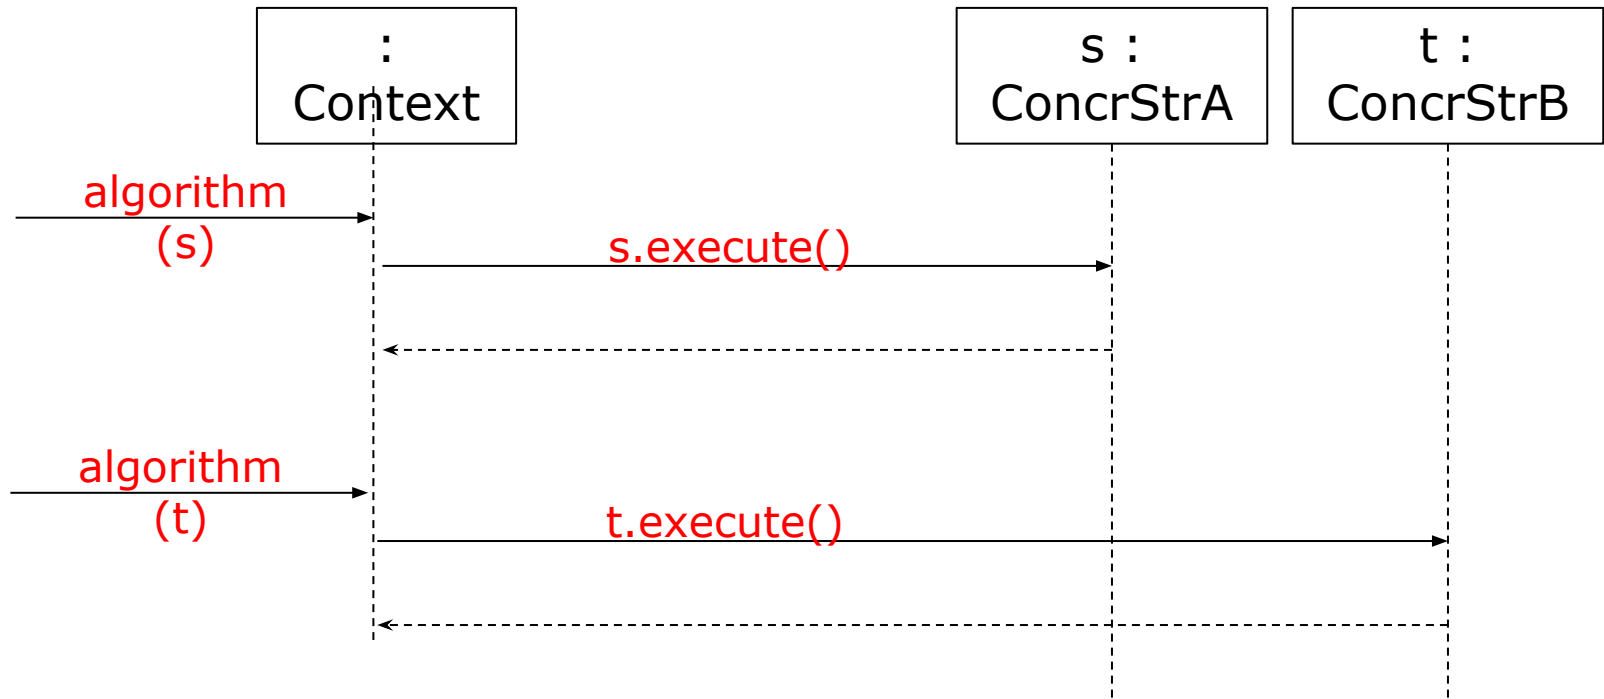 :
Context
s :
ConcrStrA
t :
ConcrStrB
algorithm
(s)
s.execute()
algorithm
(t)
t.execute()